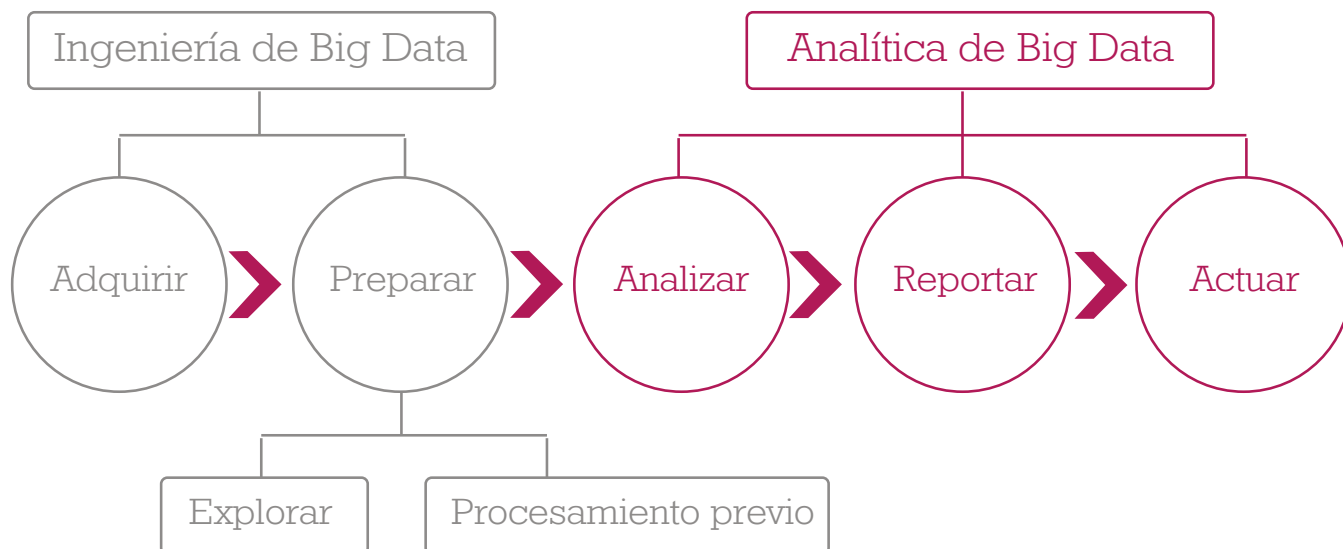 Ingeniería de Big Data
Analítica de Big Data
Adquirir
Preparar
Analizar
Reportar
Actuar
Explorar
Procesamiento previo